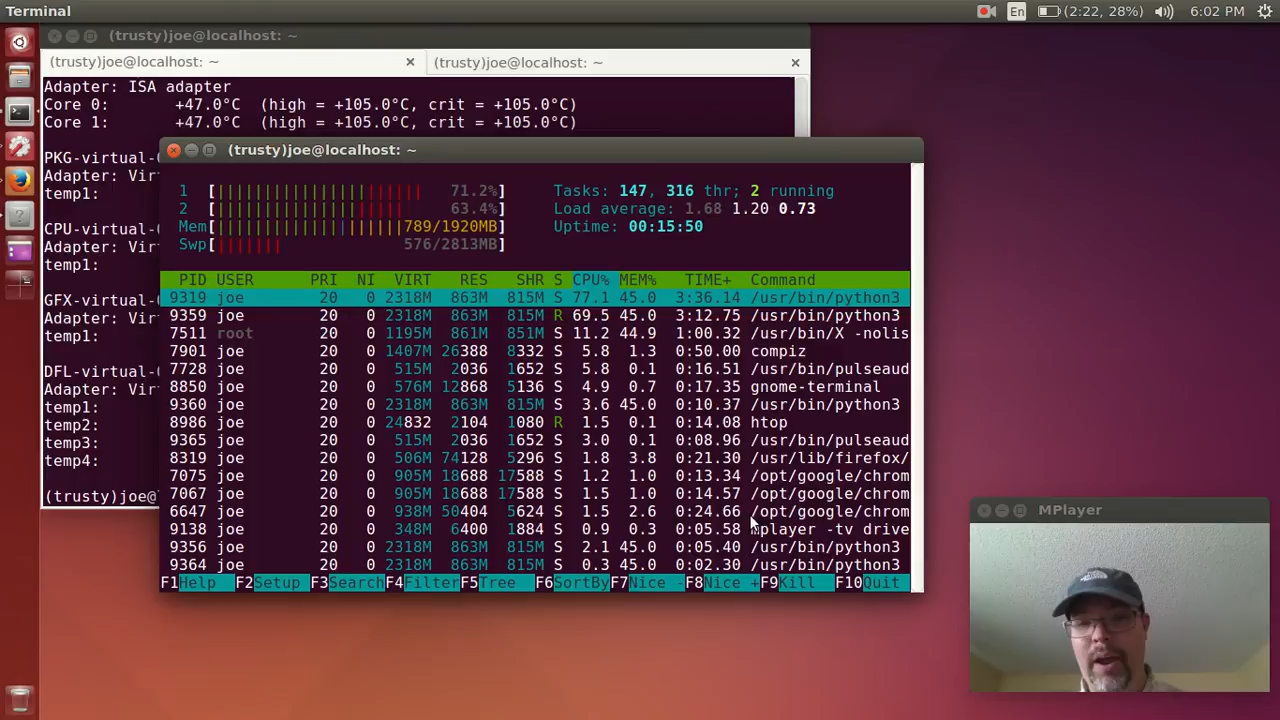 Terminal
En
(2:22, 28%)
6:02 PM
(trusty)joe@localhost: ~
(trusty)joe@localhost: ~
(trusty)joe@localhost: ~
Adapter: ISA adapter
Core 0: +47.0°C (high = +105.0°C, crit = +105.0°C)
Core 1: +47.0°C (high = +105.0°C, crit = +105.0°C)
PKG-virtual-
Adapter: Vir
temp1:
CPU-virtual-
Adapter: Vir
temp1:
GFX-virtual-
Adapter: Vir
temp1:
DFL-virtual-
Adapter: Vir
temp1:
temp2:
temp3:
temp4:
(trusty)joe@
(trusty)joe@localhost: ~
1 [ 71.2%] Tasks: 147, 316 thr; 2 running
2 [ 63.4%] Load average: 1.68 1.20 0.73
Mem[ 789/1920MB] Uptime: 00:15:50
Swp[ 576/2813MB]
PID USER PRI NI VIRT RES SHR S CPU% MEM% TIME+ Command
9319 joe 20 0 2318M 863M 815M S 77.1 45.0 3:36.14 /usr/bin/python3
9359 joe 20 0 2318M 863M 815M R 69.5 45.0 3:12.75 /usr/bin/python3
7511 root 20 0 1195M 861M 851M S 11.2 44.9 1:00.32 /usr/bin/X -nolis
7901 joe 20 0 1407M 26388 8332 S 5.8 1.3 0:50.00 compiz
7728 joe 20 0 515M 2036 1652 S 5.8 0.1 0:16.51 /usr/bin/pulseaud
8850 joe 20 0 576M 12868 5136 S 4.9 0.7 0:17.35 gnome-terminal
9360 joe 20 0 2318M 863M 815M S 3.6 45.0 0:10.37 /usr/bin/python3
8986 joe 20 0 24832 2104 1080 R 1.5 0.1 0:14.08 htop
9365 joe 20 0 515M 2036 1652 S 3.0 0.1 0:08.96 /usr/bin/pulseaud
8319 joe 20 0 506M 74128 5296 S 1.8 3.8 0:21.30 /usr/lib/firefox/
7075 joe 20 0 905M 18688 17588 S 1.2 1.0 0:13.34 /opt/google/chrom
7067 joe 20 0 905M 18688 17588 S 1.5 1.0 0:14.57 /opt/google/chrom
6647 joe 20 0 938M 50404 5624 S 1.5 2.6 0:24.66 /opt/google/chrom
9138 joe 20 0 348M 6400 1884 S 0.9 0.3 0:05.58 mplayer -tv drive
9356 joe 20 0 2318M 863M 815M S 2.1 45.0 0:05.40 /usr/bin/python3
9364 joe 20 0 2318M 863M 815M S 0.3 45.0 0:02.30 /usr/bin/python3
F1Help F2Setup F3SearchF4FilterF5Tree F6SortByF7Nice -F8Nice +F9Kill F10Quit
MPlayer